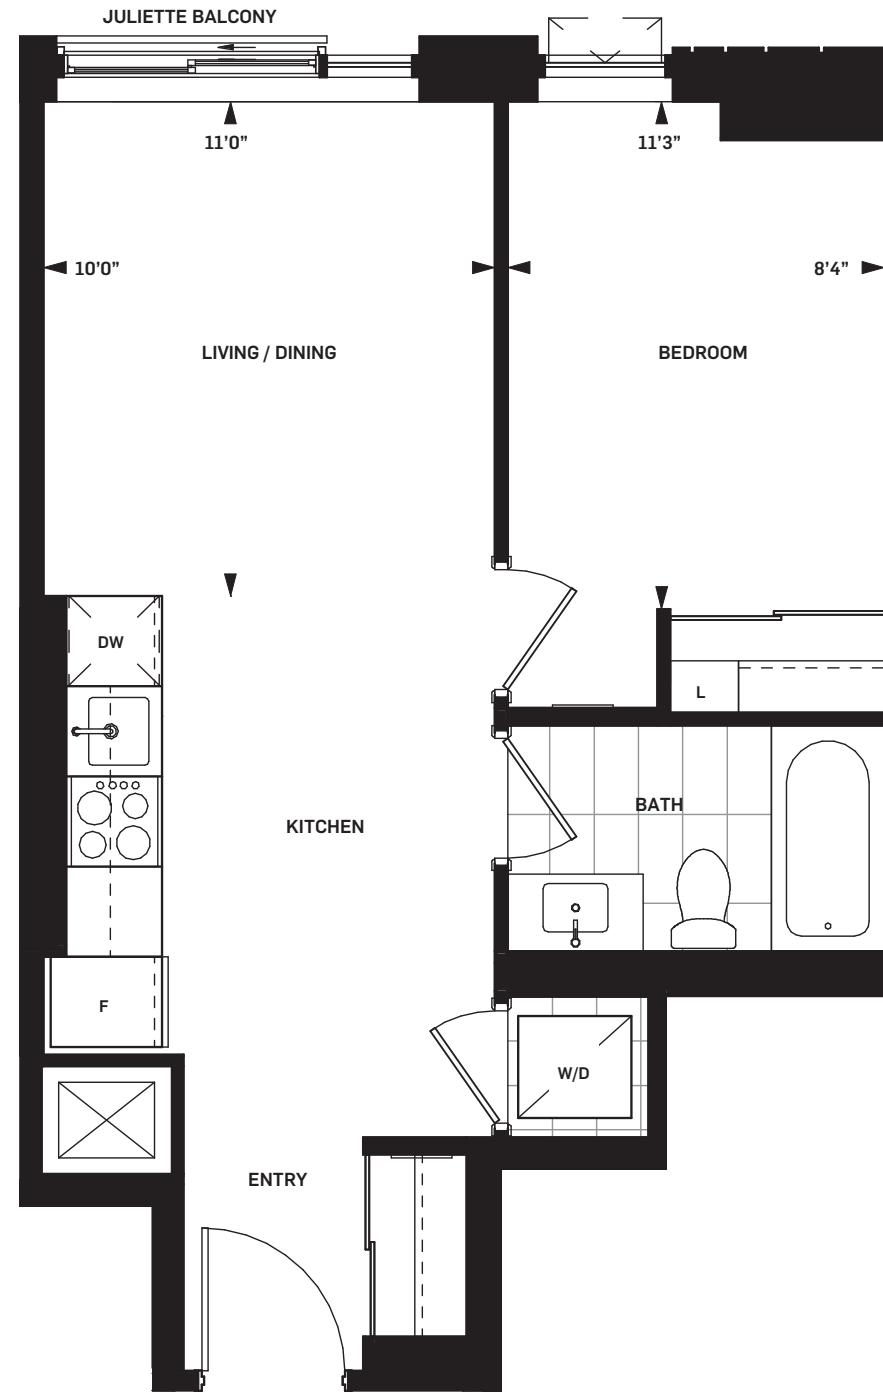 JULIETTE BALCONY
11’0”
11’3”
10’0”
8’4”
LIVING / DINING
BEDROOM
DW
L
BATH
KITCHEN
F
W/D
ENTRY